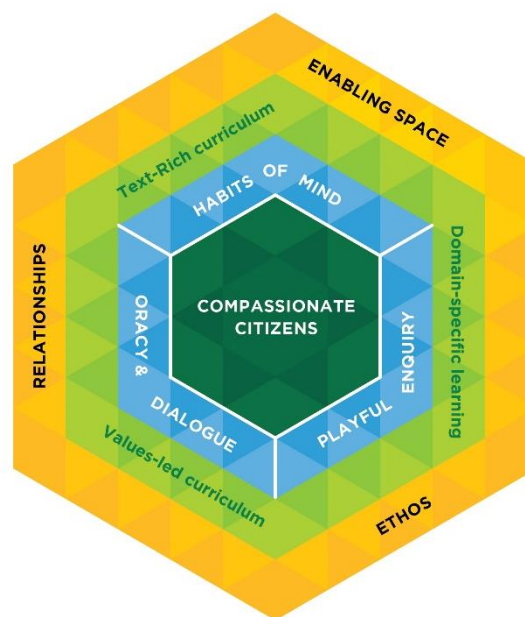 ENABLING SPACE
Text-Rich curriculum
HABITS OF MIND
RELATIONSHIPS
ORACY &
DIALOGUE
COMPASSIONATE
CITIZENS
PLAYFUL
ENQUIRY
Domain-specific learning
Values-led curriculum
ETHOS